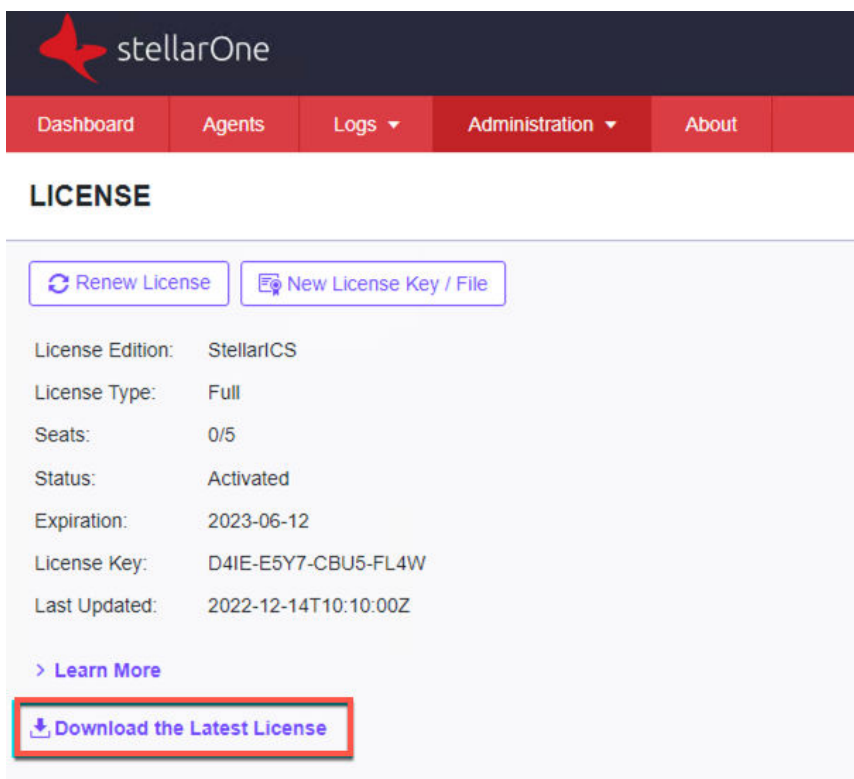 stellarOne
Dashboard Agents Logs Administration About
LICENSE
Renew License New License Key / File
License Edition: StellarICS
License Type: Full
Seats: 0/5
Status: Activated
Expiration: 2023-06-12
License Key: D4IE-E5Y7-CBU5-FL4W
Last Updated: 2022-12-14T10:10:00Z
> Learn More
Download the Latest License